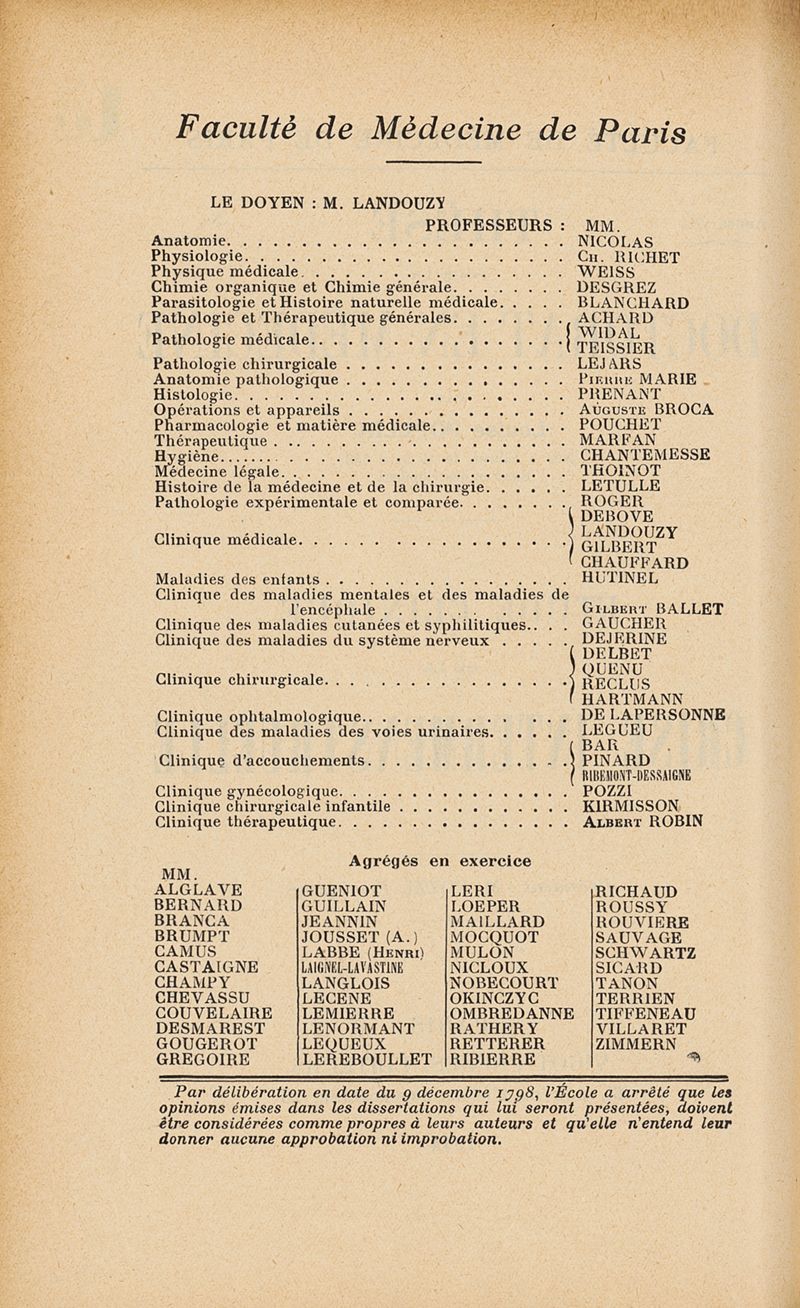 Faculté de Médecine de Paris
LE DOYEN : M. LANDOUZY
PROFESSEURS : MM.
Anatomie. . . . . . . . . . . . . . . . . . . . . . . NICOLAS
Physiologie. . . . . . . . . . . . . . . . . . . . . . CH. RICHET
Physique médicale. . . . . . . . . . . . . . . . . . WEISS
Chimie organique et Chimie générale. . . . . . . . DESGREZ
Parasitologie et Histoire naturelle médicale. . . . . BLANCHARD
Pathologie et Thérapeutique générales. . . . . . . . ACHARD
Pathologie médicale. . . . . . . . . . . . . . . . . . { WIDAL
TEISSIER
Pathologie chirurgicale . . . . . . . . . . . . . . . LEJARS
Anatomie pathologique . . . . . . . . . . . . . . . PIERRE MARIE
Histologie. . . . . . . . . . . . . . . . . . . . . . PRENANT
Opérations et appareils . . . . . . . . . . . . . . . AUGUSTE BROCA
Pharmacologie et matière médicale. . . . . . . . . . POUCHET
Thérapeutique . . . . . . . . . . . . . . . . . . . . MARFAN
Hygiène. . . . . . . . . . . . . . . . . . . . . . . CHANTEMESSE
Médecine légale. . . . . . . . . . . . . . . . . . . THOINOT
Histoire de la médecine et de la chirurgie. . . . . . LETULLE
Pathologie expérimentale et comparée. . . . . . . . ROGER
Clinique médicale. . . . . . . . . . . . . . . . . . { DEBOVE
LANDOUZY
GILBERT
CHAUFFARD
Maladies des enfants . . . . . . . . . . . . . . . . . HUTINEL
Clinique des maladies mentales et des maladies de
l'encéphale . . . . . . . . . . . . . GILBERT BALLET
Clinique des maladies cutanées et syphilitiques. . . . GAUCHER
Clinique des maladies du système nerveux . . . . . DEJERINE
Clinique chirurgicale. . . . . . . . . . . . . . . . . { DELBET
QUENU
RECLUS
HARTMANN
Clinique ophtalmologique. . . . . . . . . . . . . . DE LAPERSONNE
Clinique des maladies des voies urinaires. . . . . . LEGUEU
Clinique d'accouchements. . . . . . . . . . . . . . { BAR
PINARD
RIBEMONT-DESSAIGNE
Clinique gynécologique. . . . . . . . . . . . . . . . POZZI
Clinique chirurgicale infantile . . . . . . . . . . . . KIRMISSON
Clinique thérapeutique. . . . . . . . . . . . . . . . ALBERT ROBIN
Agrégés en exercice
MM.
ALGLAVE
BERNARD
BRANCA
BRUMPT
CAMUS
CASTAIGNE
CHAMPY
CHEVASSU
COUVELAIRE
DESMAREST
GOUGEROT
GREGOIRE
GUENIOT
GUILLAIN
JEANNIN
JOUSSET (A.)
LABBE (HENRI)
LAIGNEL-LAVASTINE
LANGLOIS
LECENE
LEMIERRE
LENORMANT
LEQUEUX
LEREBOULLET
LERI
LOEPER
MAILLARD
MOCQUOT
MULON
NICLOUX
NOBECOURT
OKINCZYC
OMBREDANNE
RATHERY
RETTERER
RIBIERRE
RICHAUD
ROUSSY
ROUVIERE
SAUVAGE
SCHWARTZ
SICARD
TANON
TERRIEN
TIFFENEAU
VILLARET
ZIMMERN
Par délibération en date du 9 décembre 1798, l'École a arrêté que les
opinions émises dans les dissertations qui lui seront présentées, doivent
être considérées comme propres à leurs auteurs et qu'elle n'entend leur
donner aucune approbation ni improbation.